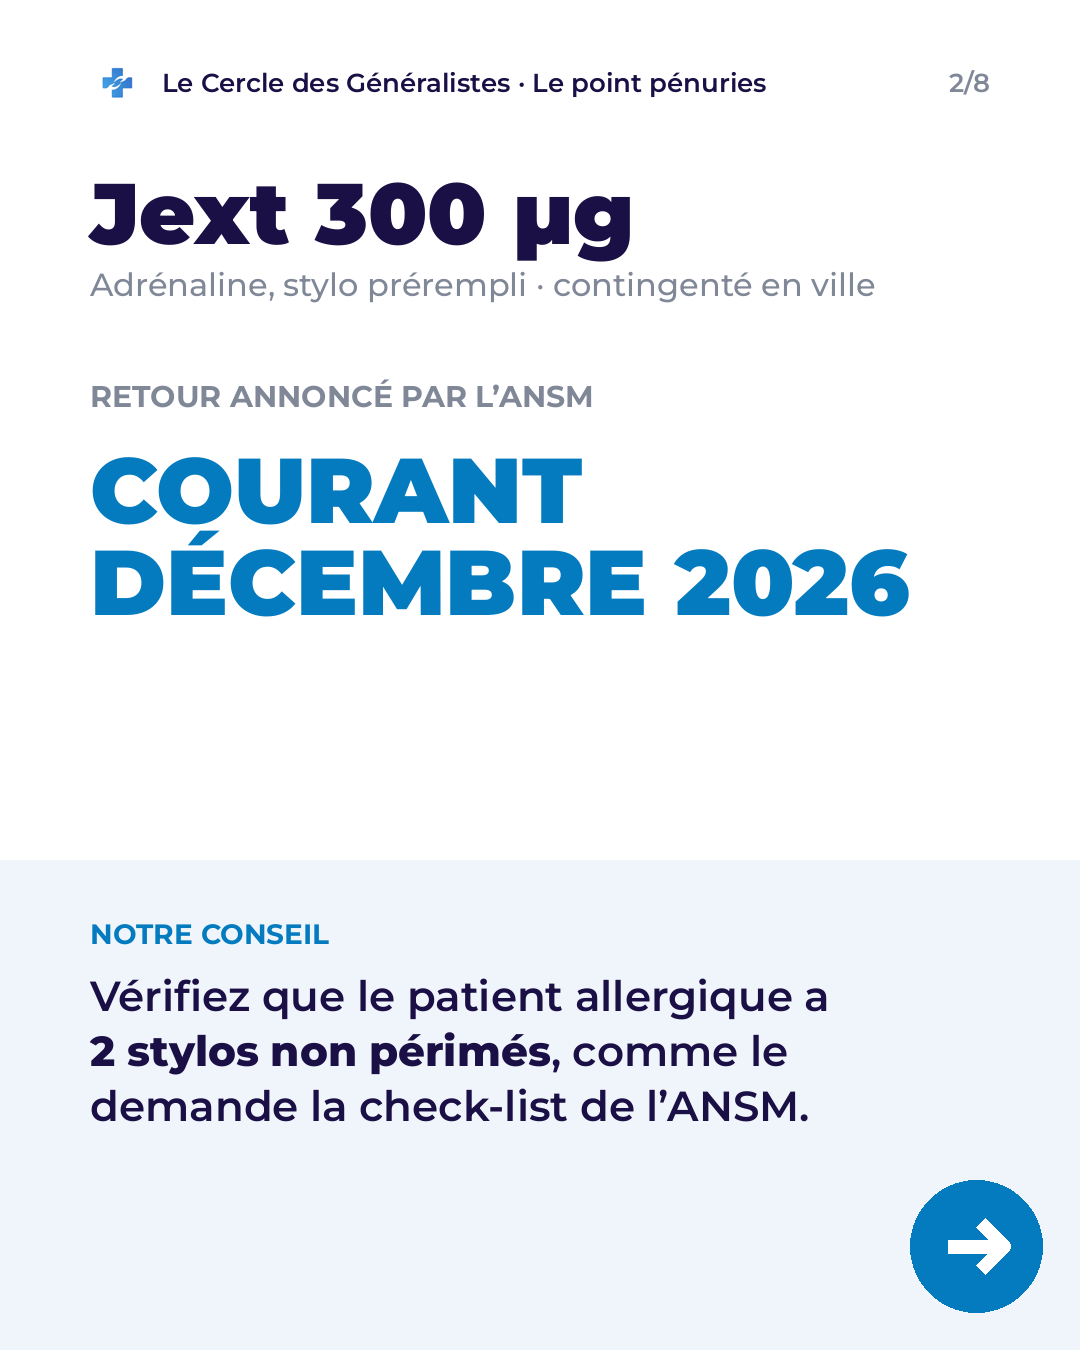 Le Cercle des Généralistes · Le point pénuries
2/8
Jext 300 µg
Adrénaline, stylo prérempli · contingenté en ville
RETOUR ANNONCÉ PAR L’ANSM
COURANT
DÉCEMBRE 2026
NOTRE CONSEIL
Vérifiez que le patient allergique a
2 stylos non périmés, comme le
demande la check-list de l’ANSM.